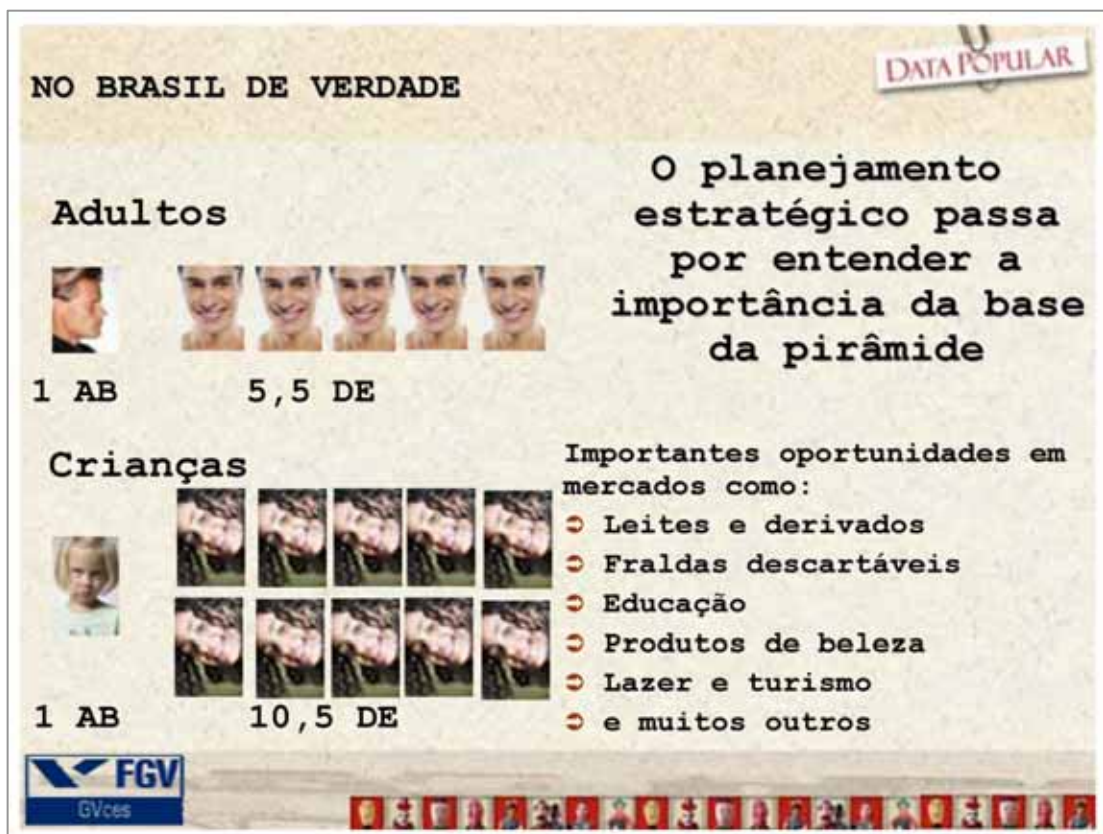 NO BRASIL DE VERDADE
DATA POPULAR
Adultos
1 AB
5,5 DE
Crianças
1 AB
10,5 DE
O planejamento
estratégico passa
por entender a
importância da base
da pirâmide
Importantes oportunidades em
mercados como:
Leites e derivados
Fraldas descartáveis
Educação
Produtos de beleza
Lazer e turismo
e muitos outros
FGV
GVces